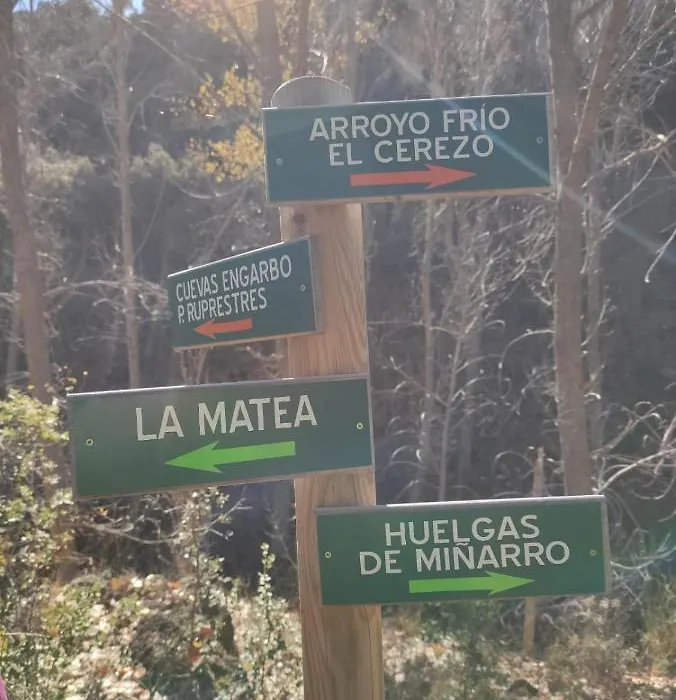 ARROYO FRÍO
EL CEREZO
CUEVAS ENGARBO
P. RUPRESTRES
LA MATEA
HUELGAS
DE MIÑARRO